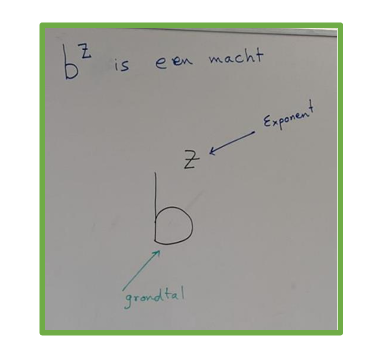 b^z is een macht
Exponent
z
b
grondtal